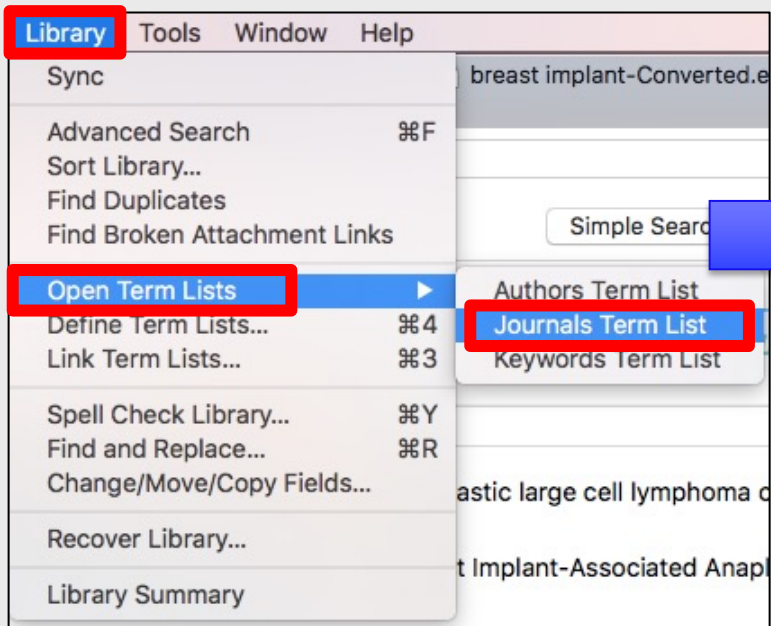 Library Tools Window Help
Sync
breast implant-Converted.e
Advanced Search ⌘F
Sort Library...
Find Duplicates
Find Broken Attachment Links
Simple Searc
Open Term Lists ▶
Authors Term List
Define Term Lists... ⌘4
Journals Term List
Link Term Lists... ⌘3
Keywords Term List
Spell Check Library... ⌘Y
Find and Replace... ⌘R
Change/Move/Copy Fields...
astic large cell lymphoma o
Recover Library...
t Implant-Associated Anapl
Library Summary